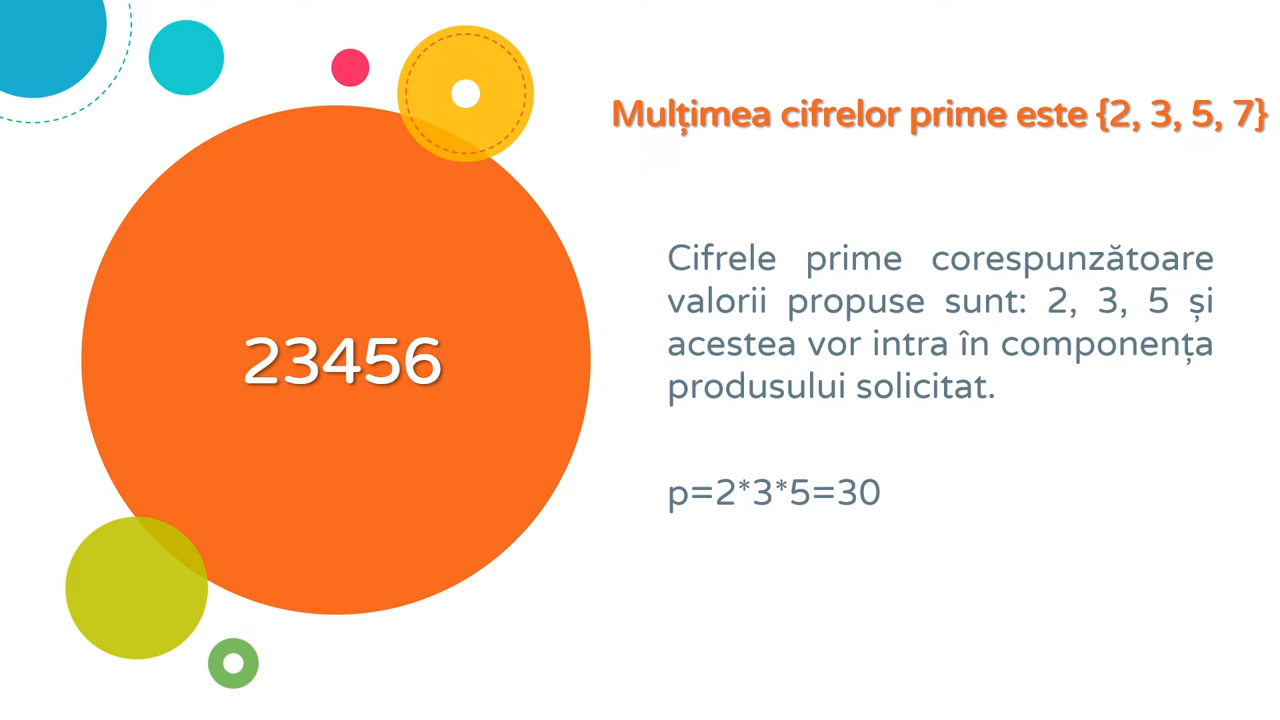 Mulțimea cifrelor prime este {2, 3, 5, 7}
23456
Cifrele prime corespunzătoare
valorii propuse sunt: 2, 3, 5 și
acestea vor intra în componența
produsului solicitat.
p=2*3*5=30